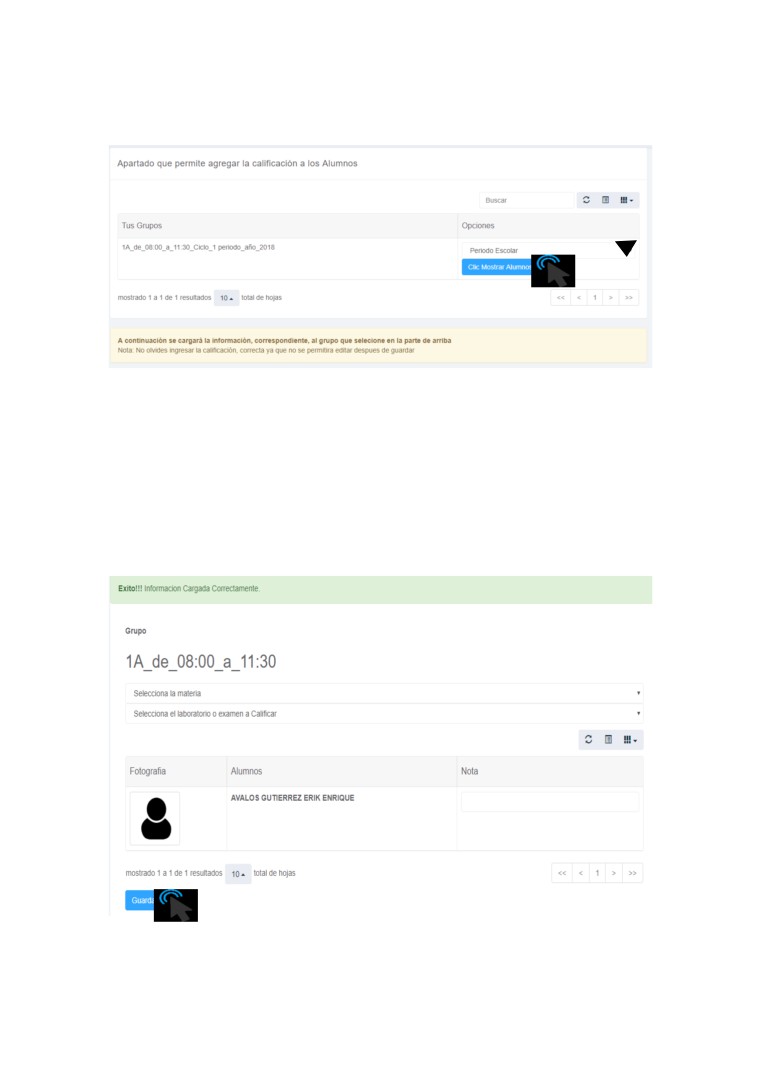 Apartado que permite agregar la calificación a los Alumnos
Buscar
Tus Grupos Opciones
1A_de_08:00_a_11:30_Ciclo_1 periodo_año_2018
Periodo Escolar
Clic Mostrar Alumnos
mostrado 1 a 1 de 1 resultados 10 total de hojas << < 1 > >>
A continuación se cargará la información, correspondiente, al grupo que selecione en la parte de arriba
Nota: No olvides ingresar la calificación, correcta ya que no se permitira editar despues de guardar
Exito!!! Informacion Cargada Correctamente.
Grupo
1A_de_08:00_a_11:30
Selecciona la materia
Selecciona el laboratorio o examen a Calificar
Fotografia Alumnos Nota
AVALOS GUTIERREZ ERIK ENRIQUE
mostrado 1 a 1 de 1 resultados 10 total de hojas << < 1 > >>
Guarda